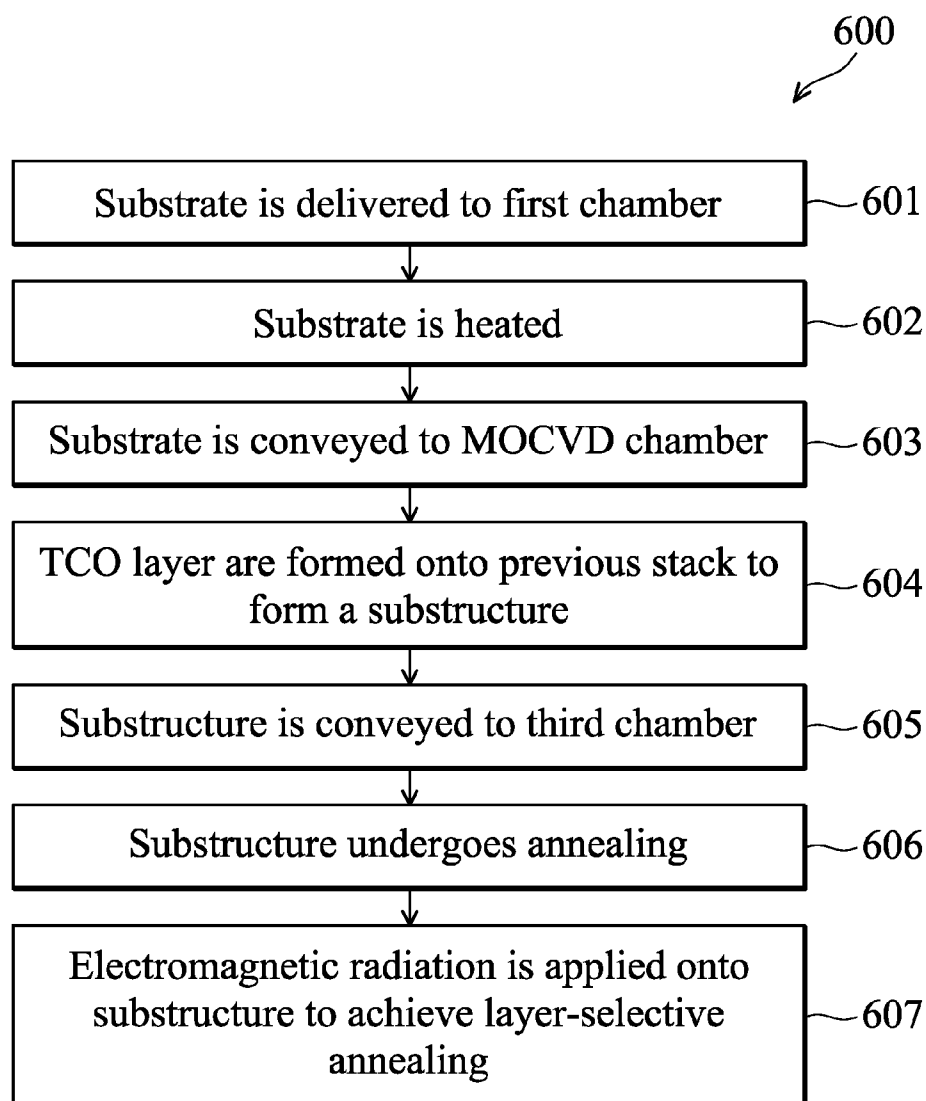 600
Substrate is delivered to first chamber
601
Substrate is heated
602
Substrate is conveyed to MOCVD chamber
603
TCO layer are formed onto previous stack to
form a substructure
604
Substructure is conveyed to third chamber
605
Substructure undergoes annealing
606
Electromagnetic radiation is applied onto
substructure to achieve layer-selective
annealing
607